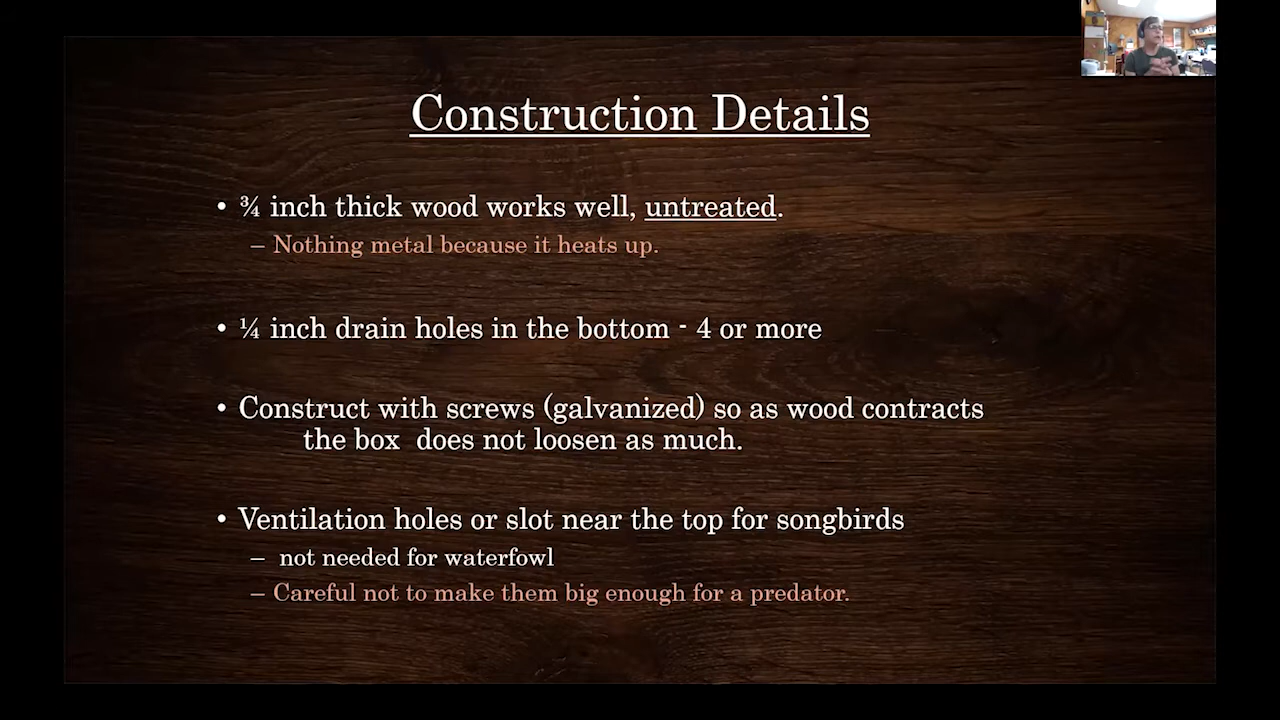 Construction Details
• ¾ inch thick wood works well, untreated.
– Nothing metal because it heats up.
• ¼ inch drain holes in the bottom - 4 or more
• Construct with screws (galvanized) so as wood contracts
the box  does not loosen as much.
• Ventilation holes or slot near the top for songbirds
– not needed for waterfowl
– Careful not to make them big enough for a predator.